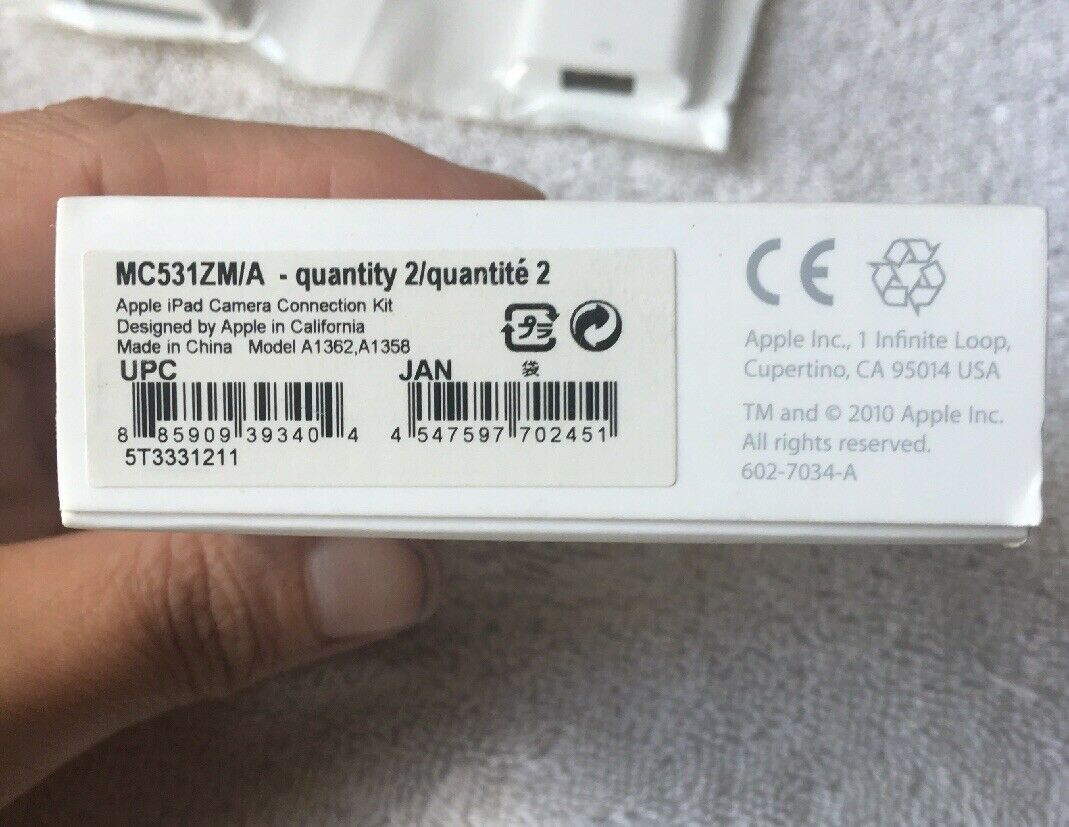 MC531ZM/A - quantity 2/quantité 2
Apple iPad Camera Connection Kit
Designed by Apple in California
Made in China Model A1362,A1358
プラ
袋
UPC
JAN
8 85909 39340 4
4 547597 702451
5T3331211
CE
Apple Inc., 1 Infinite Loop,
Cupertino, CA 95014 USA
TM and © 2010 Apple Inc.
All rights reserved.
602-7034-A